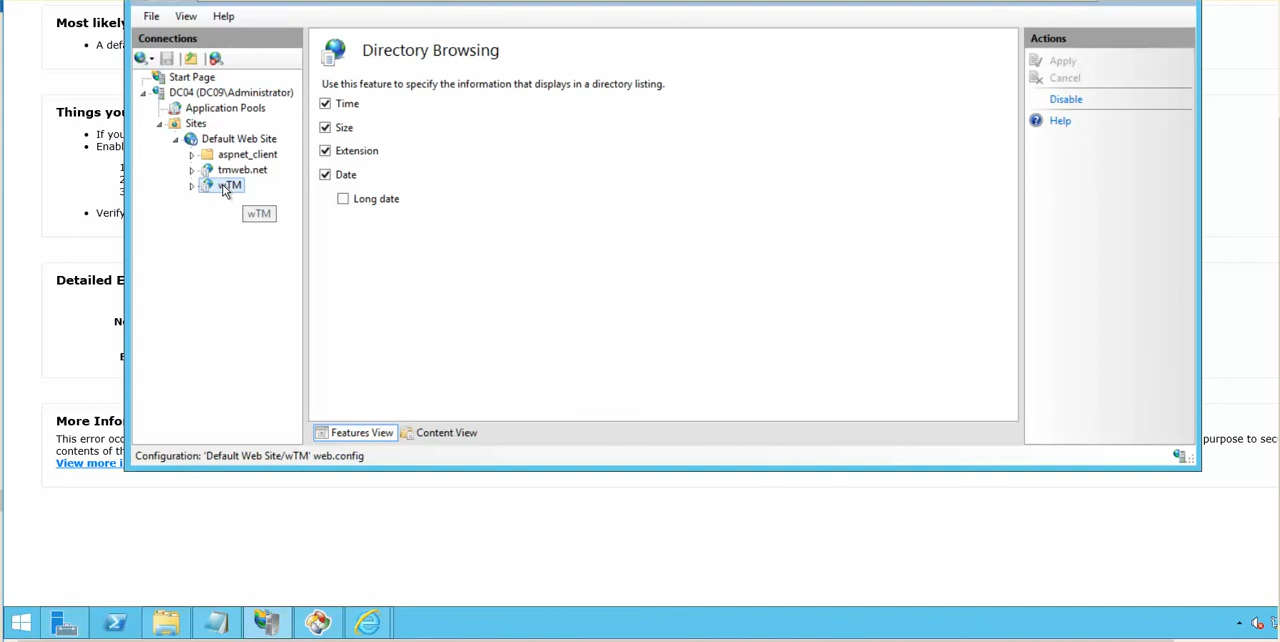 Most likely
• A defa
Things you
• If you
• Enabl
• Verify
Detailed E
More Infor
This error occ
contents of th
View more i
purpose to sec
File View Help
Connections
Start Page
DC04 (DC09\Administrator)
Application Pools
Sites
Default Web Site
aspnet_client
tmweb.net
wTM
wTM
Directory Browsing
Use this feature to specify the information that displays in a directory listing.
Time
Size
Extension
Date
Long date
Features View Content View
Configuration: 'Default Web Site/wTM' web.config
Actions
Apply
Cancel
Disable
Help